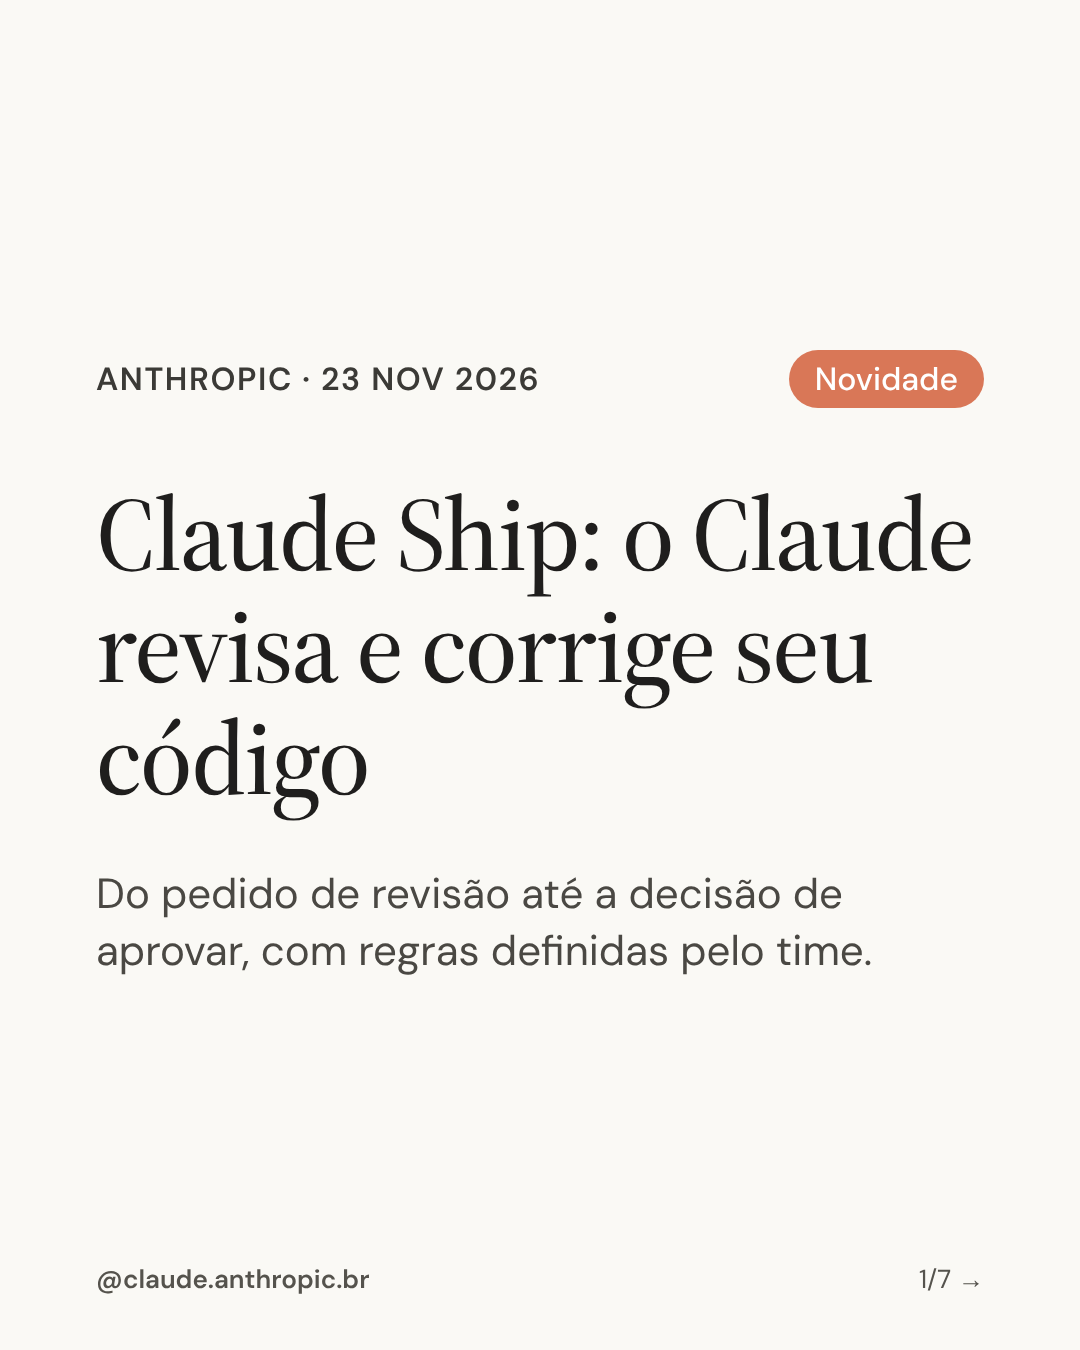 ANTHROPIC · 23 NOV 2026
Novidade
Claude Ship: o Claude
revisa e corrige seu
código
Do pedido de revisão até a decisão de
aprovar, com regras definidas pelo time.
@claude.anthropic.br
1/7 →